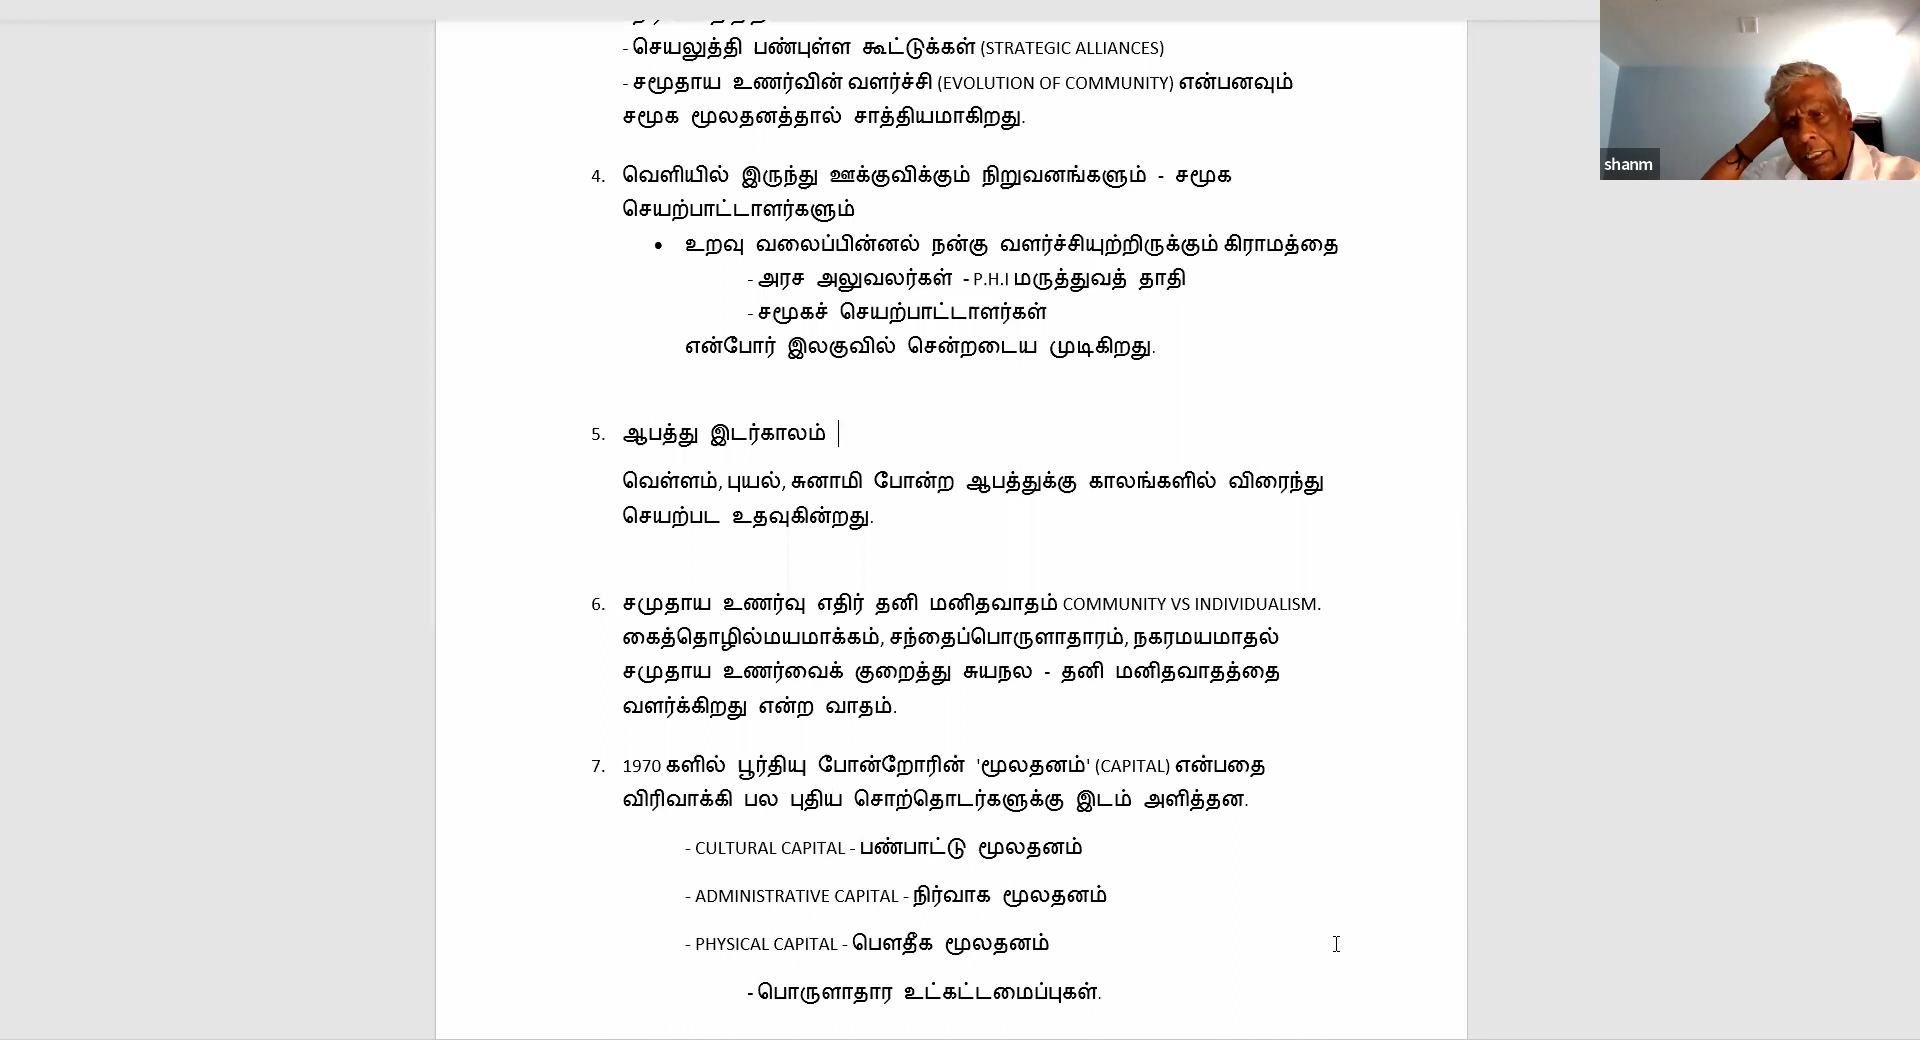 - செயலுத்தி பண்புள்ள கூட்டுக்கள் (STRATEGIC ALLIANCES)
- சமூதாய உணர்வின் வளர்ச்சி (EVOLUTION OF COMMUNITY) என்பனவும்
சமூக மூலதனத்தால் சாத்தியமாகிறது.
4. வெளியில் இருந்து ஊக்குவிக்கும் நிறுவனங்களும் - சமூக
செயற்பாட்டாளர்களும்
• உறவு வலைப்பின்னல் நன்கு வளர்ச்சியுற்றிருக்கும் கிராமத்தை
- அரச அலுவலர்கள் - P.H.I மருத்துவத் தாதி
- சமூகச் செயற்பாட்டாளர்கள்
என்போர் இலகுவில் சென்றடைய முடிகிறது.
5. ஆபத்து இடர்காலம்
வெள்ளம், புயல், சுனாமி போன்ற ஆபத்துக்கு காலங்களில் விரைந்து
செயற்பட உதவுகின்றது.
6. சமுதாய உணர்வு எதிர் தனி மனிதவாதம் COMMUNITY VS INDIVIDUALISM.
கைத்தொழில்மயமாக்கம், சந்தைப்பொருளாதாரம், நகரமயமாதல்
சமுதாய உணர்வைக் குறைத்து சுயநல - தனி மனிதவாதத்தை
வளர்க்கிறது என்ற வாதம்.
7. 1970 களில் பூர்தியு போன்றோரின் 'மூலதனம்' (CAPITAL) என்பதை
விரிவாக்கி பல புதிய சொற்தொடர்களுக்கு இடம் அளித்தன.
- CULTURAL CAPITAL - பண்பாட்டு மூலதனம்
- ADMINISTRATIVE CAPITAL - நிர்வாக மூலதனம்
- PHYSICAL CAPITAL - பௌதீக மூலதனம்
- பொருளாதார உட்கட்டமைப்புகள்.
shanm